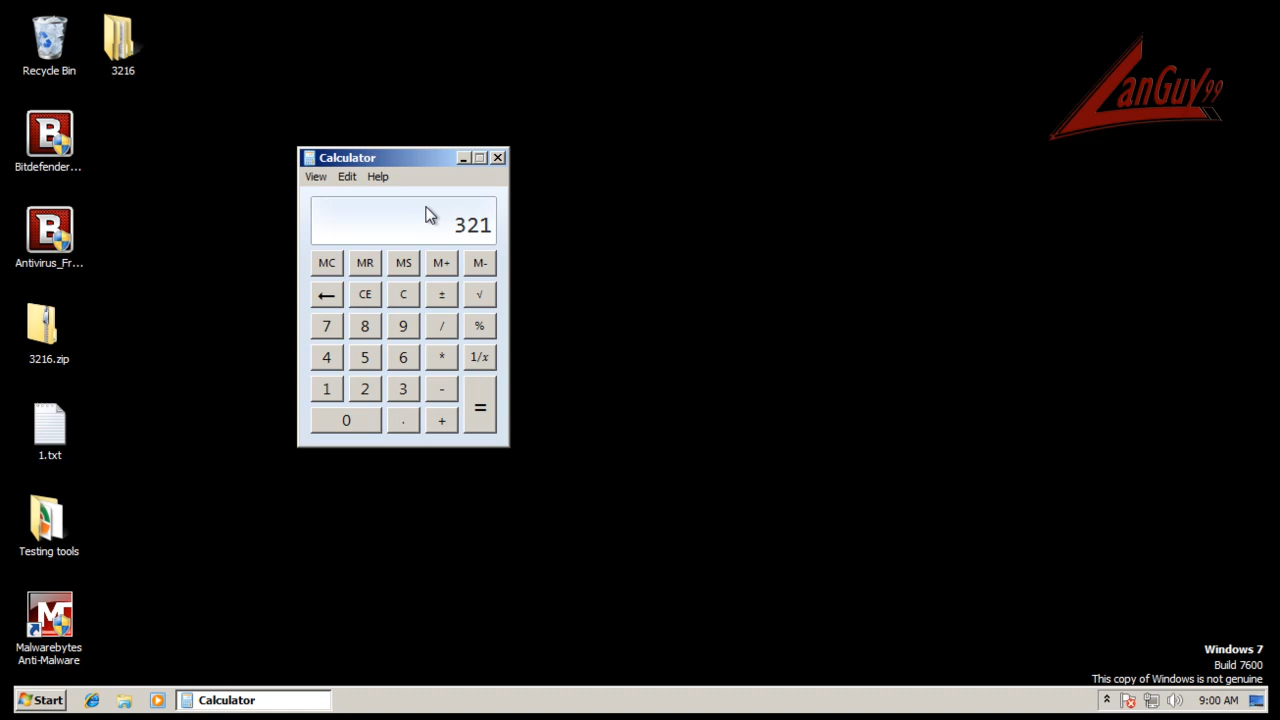 Recycle Bin
3216
Bitdefender...
Antivirus_Fr...
3216.zip
1.txt
Testing tools
Malwarebytes
Anti-Malware
LanGuy99
Calculator
View Edit Help
321
MC MR MS M+ M-
← CE C ± √
7 8 9 / %
4 5 6 * 1/x
1 2 3 - =
0 . +
Windows 7
Build 7600
This copy of Windows is not genuine
Start
Calculator
9:00 AM